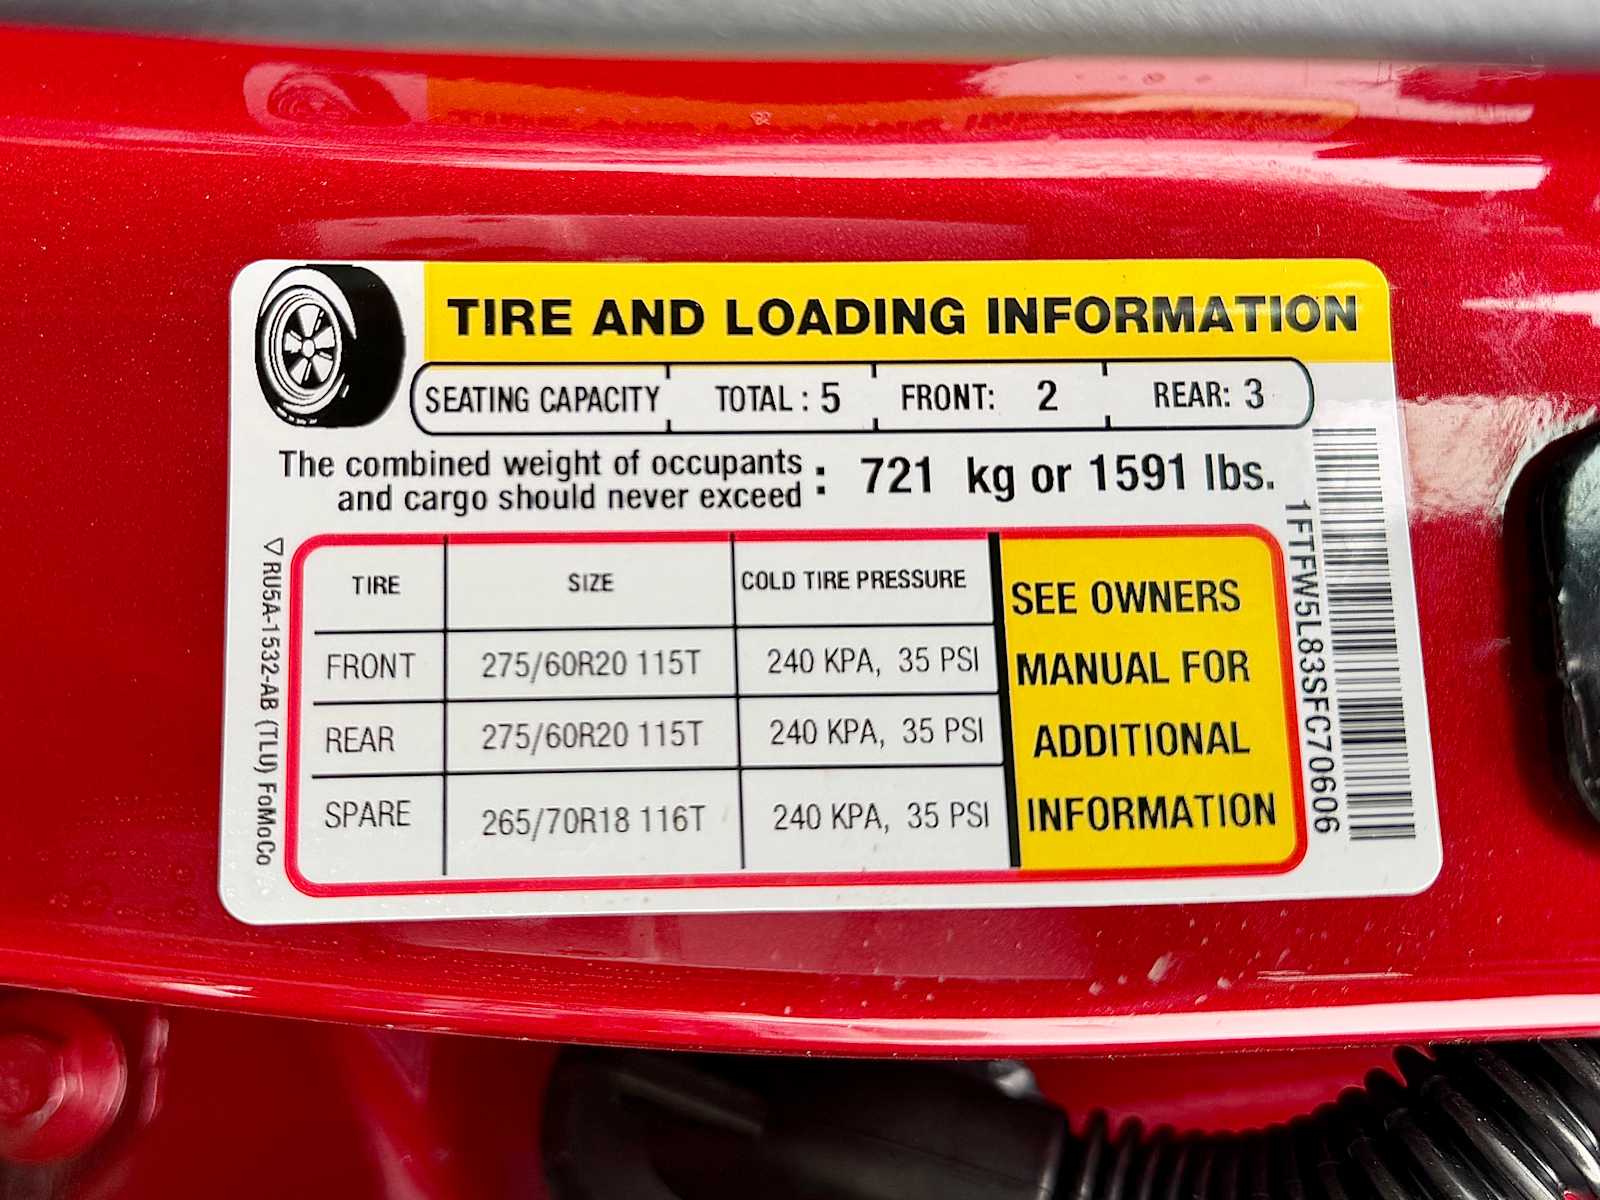 TIRE AND LOADING INFORMATION
SEATING CAPACITY TOTAL : 5 FRONT: 2 REAR: 3
The combined weight of occupants
and cargo should never exceed : 721 kg or 1591 lbs.
TIRE SIZE COLD TIRE PRESSURE
FRONT 275/60R20 115T 240 KPA, 35 PSI
REAR 275/60R20 115T 240 KPA, 35 PSI
SPARE 265/70R18 116T 240 KPA, 35 PSI
SEE OWNERS
MANUAL FOR
ADDITIONAL
INFORMATION
1FTFW5L83SFC70606
▽RU5A-1532-AB (TLU) FoMoCo